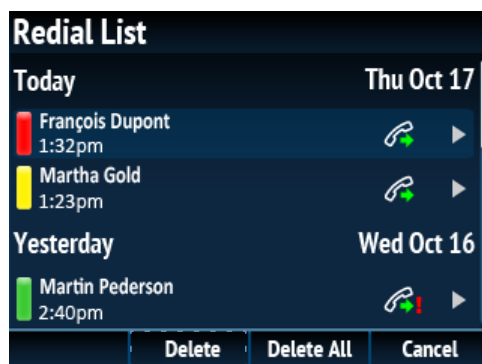 Redial List
Today Thu Oct 17
François Dupont
1:32pm
Martha Gold
1:23pm
Yesterday Wed Oct 16
Martin Pederson
2:40pm
Delete Delete All Cancel